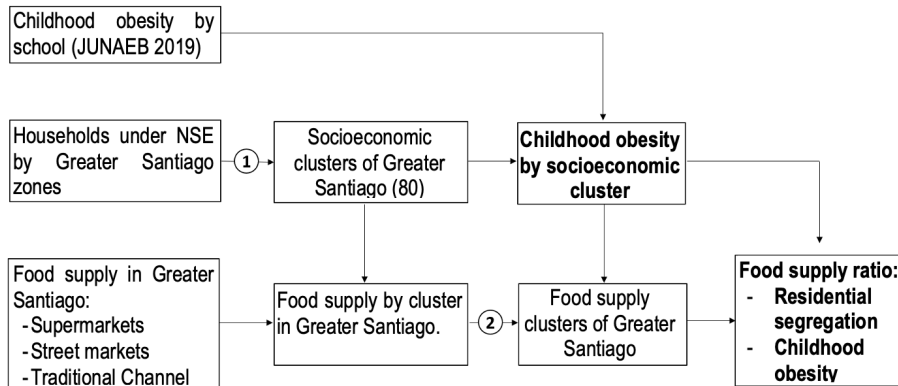 Childhood obesity by
school (JUNAEB 2019)
Households under NSE
by Greater Santiago
zones
1
Socioeconomic
clusters of Greater
Santiago (80)
Childhood obesity
by socioeconomic
cluster
Food supply in Greater
Santiago:
-Supermarkets
-Street markets
-Traditional Channel
Food supply by cluster
in Greater Santiago.
2
Food supply
clusters of Greater
Santiago
Food supply ratio:
- Residential
segregation
- Childhood
obesity